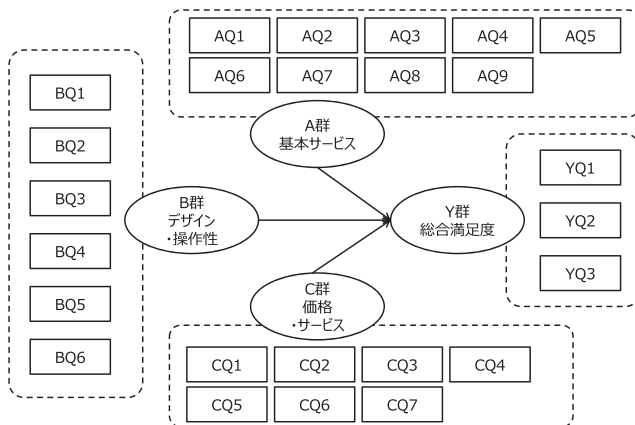 AQ1 AQ2 AQ3 AQ4 AQ5
AQ6 AQ7 AQ8 AQ9
A群
基本サービス
BQ1
BQ2
BQ3
BQ4
BQ5
BQ6
B群
デザイン
・操作性
Y群
総合満足度
YQ1
YQ2
YQ3
C群
価格
・サービス
CQ1 CQ2 CQ3 CQ4
CQ5 CQ6 CQ7